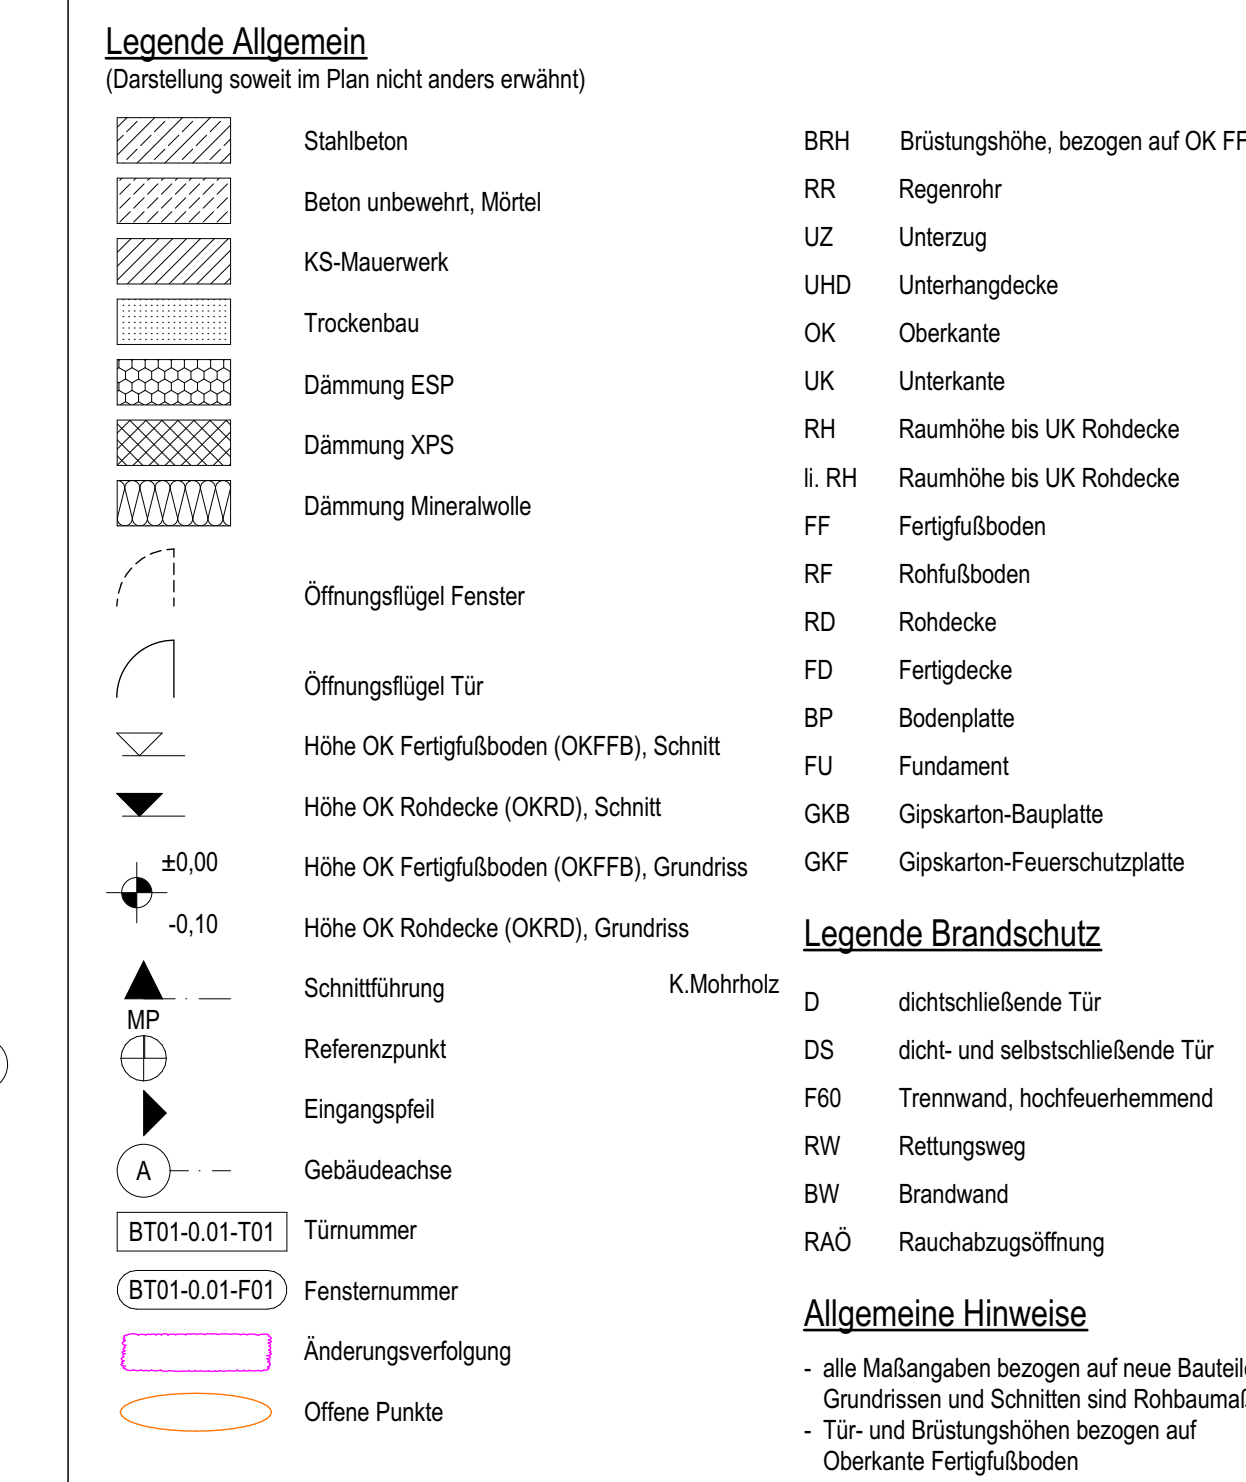 Legende Allgemein
(Darstellung soweit im Plan nicht anders erwähnt)
Stahlbeton
Beton unbewehrt, Mörtel
KS-Mauerwerk
Trockenbau
Dämmung ESP
Dämmung XPS
Dämmung Mineralwolle
Öffnungsflügel Fenster
Öffnungsflügel Tür
Höhe OK Fertigfußboden (OKFFB), Schnitt
Höhe OK Rohdecke (OKRD), Schnitt
±0,00 Höhe OK Fertigfußboden (OKFFB), Grundriss
-0,10 Höhe OK Rohdecke (OKRD), Grundriss
Schnittführung K.Mohrholz
MP
Referenzpunkt
Eingangspfeil
A Gebäudeachse
BT01-0.01-T01 Türnummer
BT01-0.01-F01 Fensternummer
Änderungsverfolgung
Offene Punkte
BRH Brüstungshöhe, bezogen auf OK FF
RR Regenrohr
UZ Unterzug
UHD Unterhangdecke
OK Oberkante
UK Unterkante
RH Raumhöhe bis UK Rohdecke
li. RH Raumhöhe bis UK Rohdecke
FF Fertigfußboden
RF Rohfußboden
RD Rohdecke
FD Fertigdecke
BP Bodenplatte
FU Fundament
GKB Gipskarton-Bauplatte
GKF Gipskarton-Feuerschutzplatte
Legende Brandschutz
D dichtschließende Tür
DS dicht- und selbstschließende Tür
F60 Trennwand, hochfeuerhemmend
RW Rettungsweg
BW Brandwand
RAÖ Rauchabzugsöffnung
Allgemeine Hinweise
- alle Maßangaben bezogen auf neue Bauteile
Grundrissen und Schnitten sind Rohbaumaß
- Tür- und Brüstungshöhen bezogen auf
Oberkante Fertigfußboden